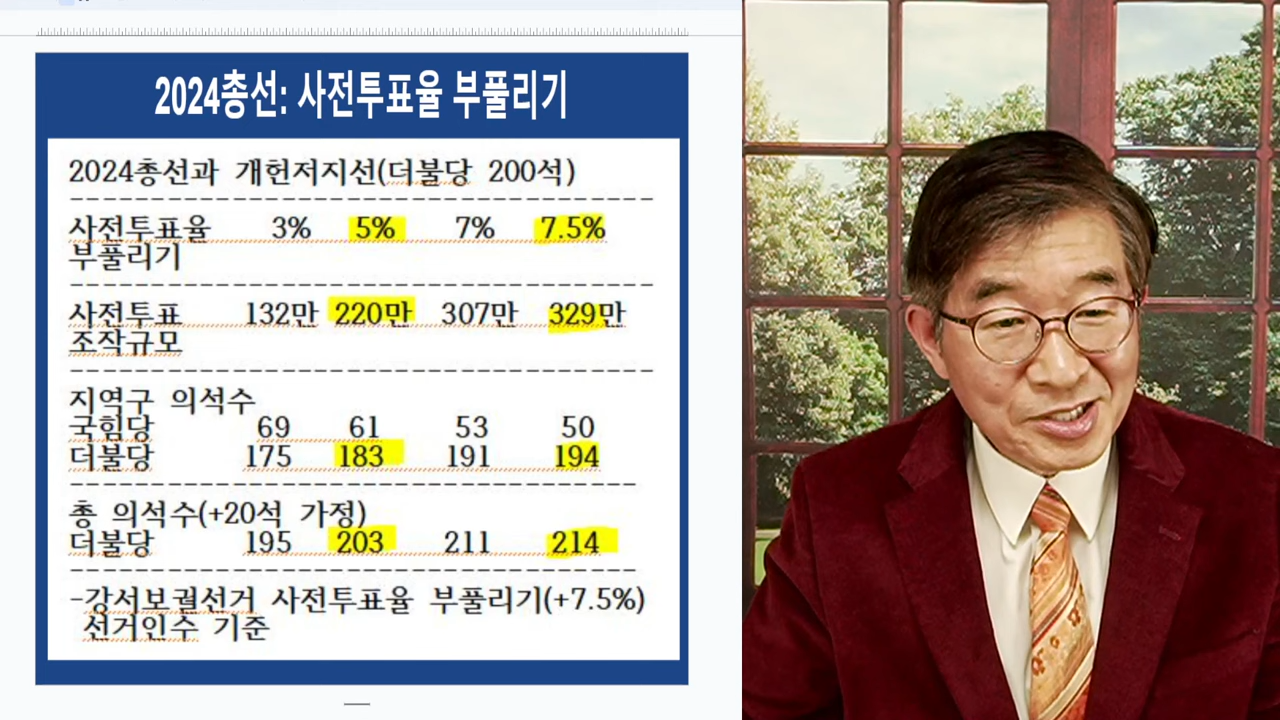 2024총선: 사전투표율 부풀리기
2024총선과 개헌저지선(더불당 200석)
사전투표율 3% 5% 7% 7.5%
부풀리기
사전투표 132만 220만 307만 329만
조작규모
지역구 의석수
국힘당 69 61 53 50
더불당 175 183 191 194
총 의석수(+20석 가정)
더불당 195 203 211 214
-강서보궐선거 사전투표율 부풀리기(+7.5%)
선거인수 기준